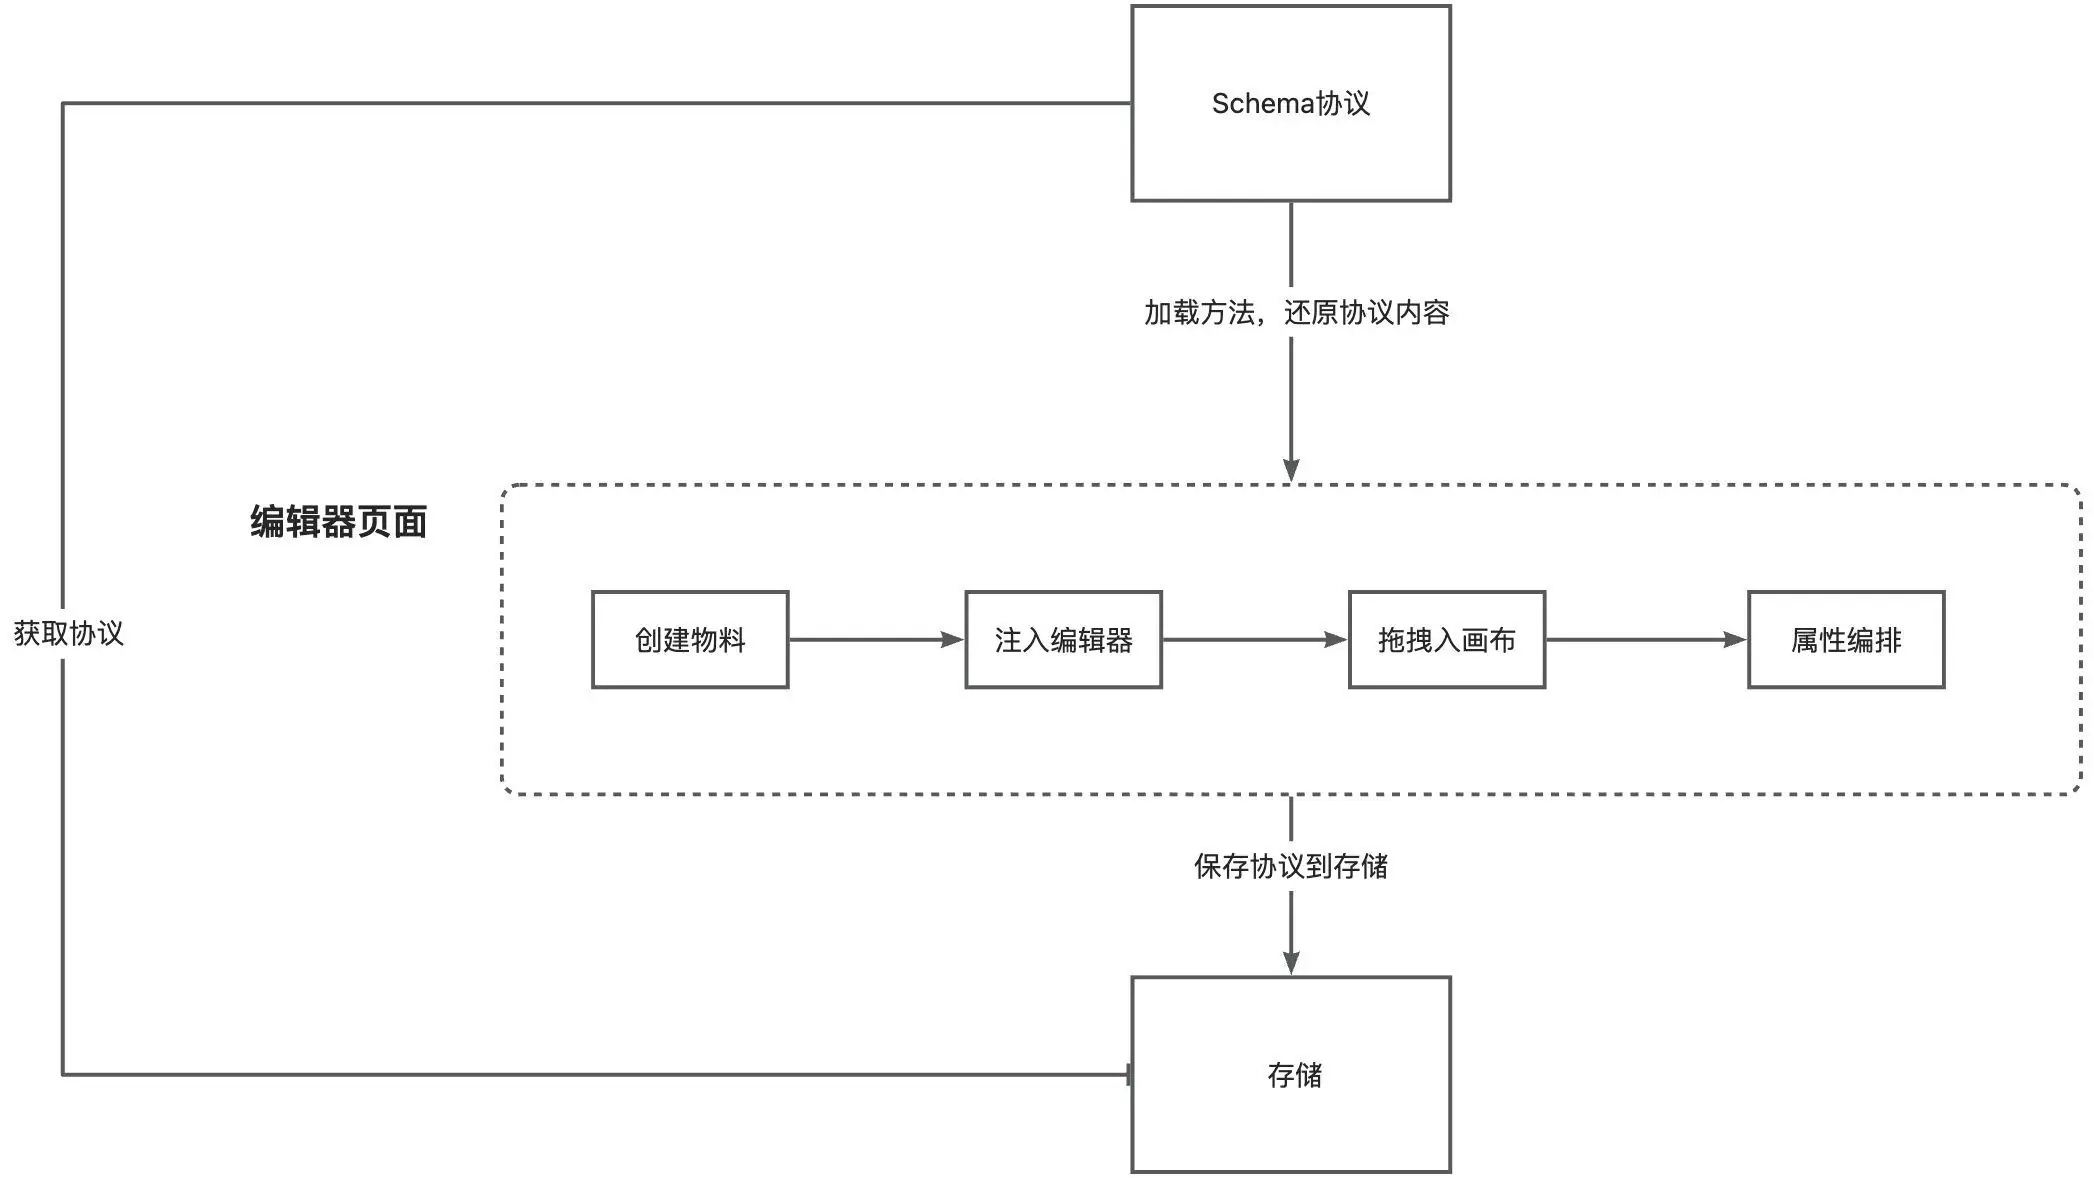 Schema协议
加载方法，还原协议内容
编辑器页面
获取协议
创建物料
注入编辑器
拖拽入画布
属性编排
保存协议到存储
存储